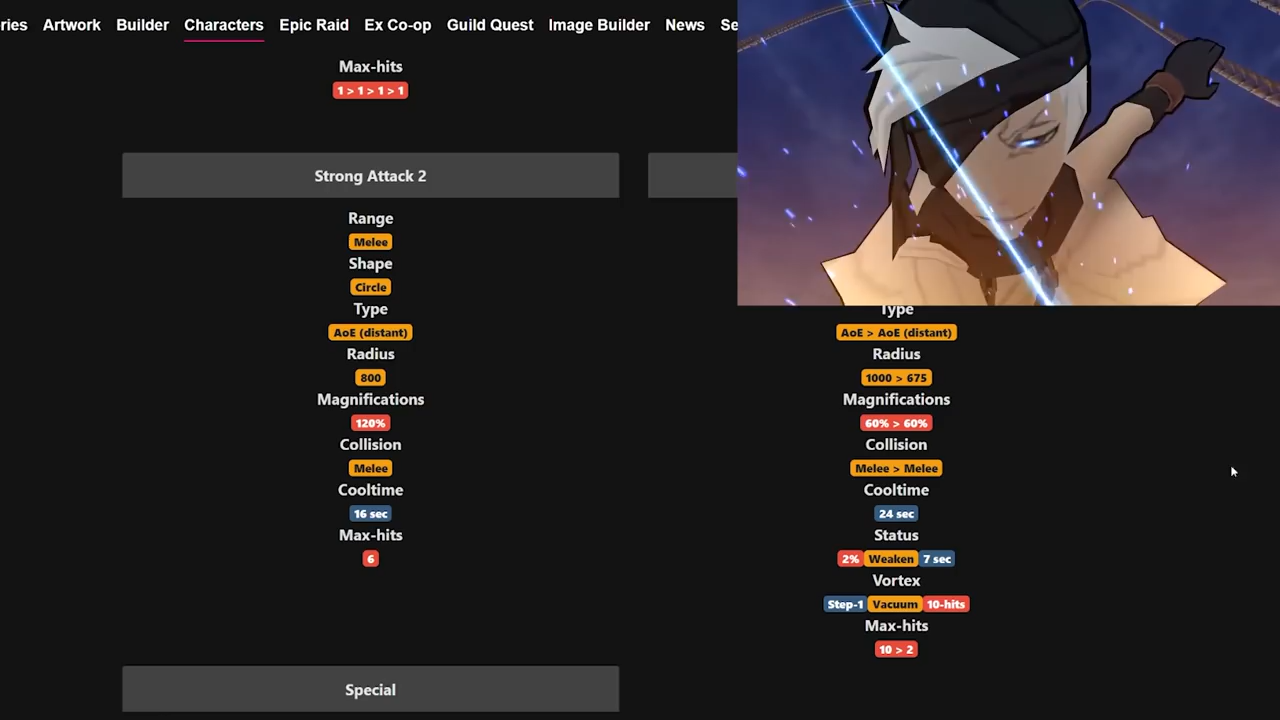 ries Artwork Builder Characters Epic Raid Ex Co-op Guild Quest Image Builder News Se
Max-hits
1 > 1 > 1 > 1
Strong Attack 2
Range
Melee
Shape
Circle
Type
AoE (distant)
Radius
800
Magnifications
120%
Collision
Melee
Cooltime
16 sec
Max-hits
6
Type
AoE > AoE (distant)
Radius
1000 > 675
Magnifications
60% > 60%
Collision
Melee > Melee
Cooltime
24 sec
Status
2% Weaken 7 sec
Vortex
Step-1 Vacuum 10-hits
Max-hits
10 > 2
Special